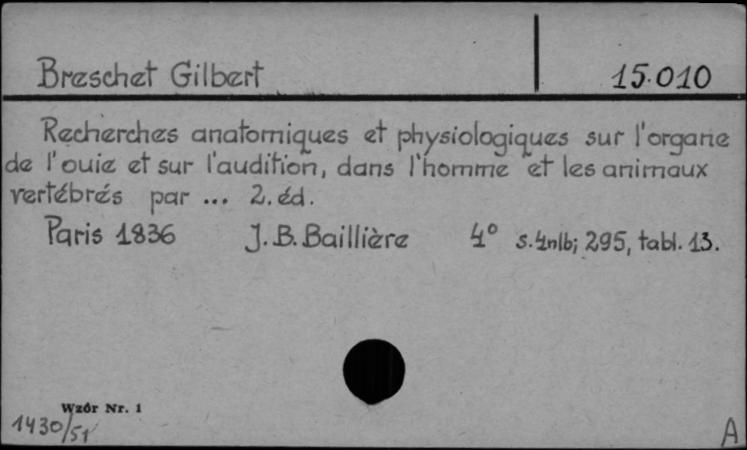 Breschet Gilbert 15.010
Recherches anatomiques et physiologiques sur l'organe
de l'ouie et sur l'audition, dans l'homme et les animaux
vertébrés par ... 2. éd.
Paris 1836 J. B. Baillière 4° s. 4nlb; 295, tabl. 13.
Wzór Nr. 1
1430/51
A